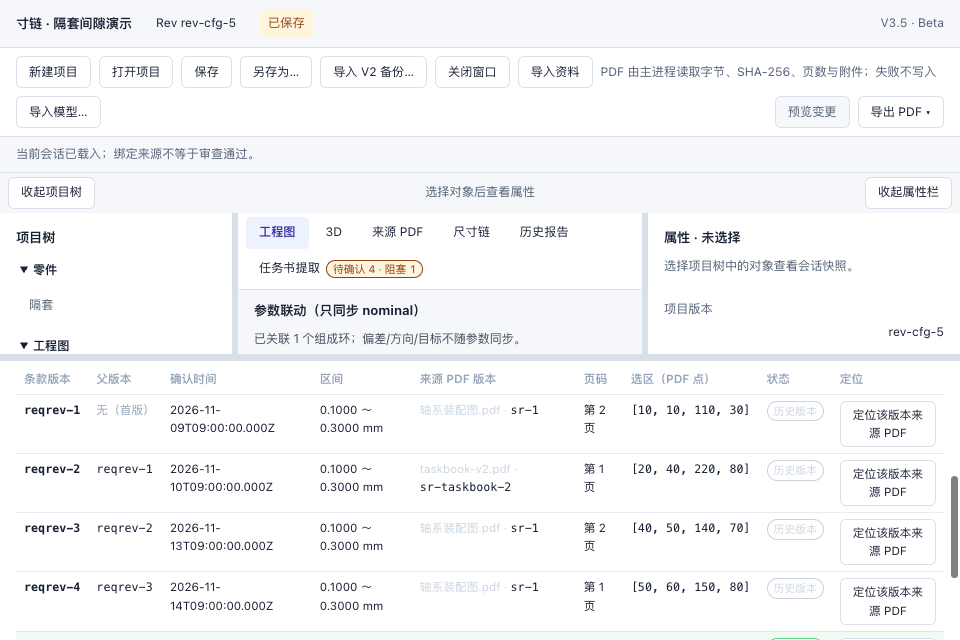 寸链 · 隔套间隙演示 Rev rev-cfg-5 已保存 V3.5 · Beta
新建项目 打开项目 保存 另存为… 导入 V2 备份… 关闭窗口 导入资料 PDF 由主进程读取字节、SHA-256、页数与附件；失败不写入
导入模型… 预览变更 导出 PDF ▾
当前会话已载入；绑定来源不等于审查通过。
收起项目树 选择对象后查看属性 收起属性栏
项目树
▼ 零件
隔套
▼ 工程图
工程图 3D 来源 PDF 尺寸链 历史报告
任务书提取 待确认 4 · 阻塞 1
参数联动（只同步 nominal）
已关联 1 个组成环；偏差/方向/目标不随参数同步。
属性 · 未选择
选择项目树中的对象查看会话快照。
项目版本
rev-cfg-5
条款版本 父版本 确认时间 区间 来源 PDF 版本 页码 选区（PDF 点） 状态 定位
reqrev-1 无（首版） 2026-11-09T09:00:00.000Z 0.1000 ～ 0.3000 mm 轴系装配图.pdf · sr-1 第 2 页 [10, 10, 110, 30] 历史版本 定位该版本来源 PDF
reqrev-2 reqrev-1 2026-11-10T09:00:00.000Z 0.1000 ～ 0.3000 mm taskbook-v2.pdf · sr-taskbook-2 第 1 页 [20, 40, 220, 80] 历史版本 定位该版本来源 PDF
reqrev-3 reqrev-2 2026-11-13T09:00:00.000Z 0.1000 ～ 0.3000 mm 轴系装配图.pdf · sr-1 第 2 页 [40, 50, 140, 70] 历史版本 定位该版本来源 PDF
reqrev-4 reqrev-3 2026-11-14T09:00:00.000Z 0.1000 ～ 0.3000 mm 轴系装配图.pdf · sr-1 第 1 页 [50, 60, 150, 80] 历史版本 定位该版本来源 PDF